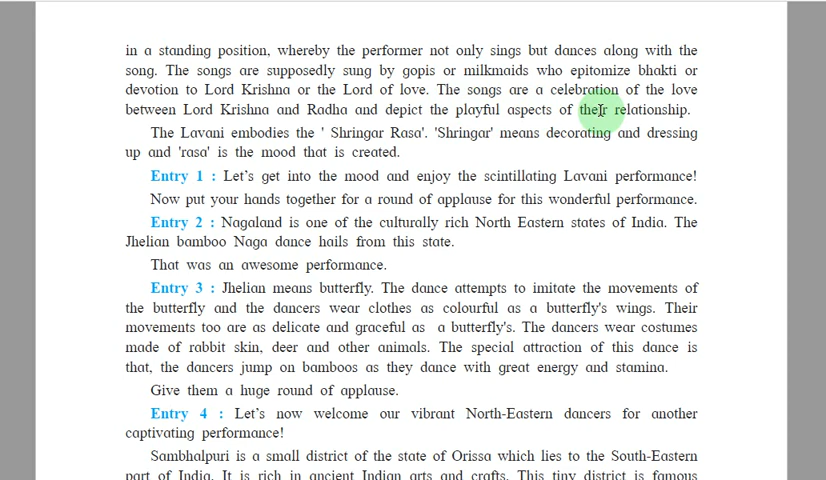 in a standing position, whereby the performer not only sings but dances along with the
song. The songs are supposedly sung by gopis or milkmaids who epitomize bhakti or
devotion to Lord Krishna or the Lord of love. The songs are a celebration of the love
between Lord Krishna and Radha and depict the playful aspects of their relationship.
The Lavani embodies the ' Shringar Rasa'. 'Shringar' means decorating and dressing
up and 'rasa' is the mood that is created.
Entry 1 : Let's get into the mood and enjoy the scintillating Lavani performance!
Now put your hands together for a round of applause for this wonderful performance.
Entry 2 : Nagaland is one of the culturally rich North Eastern states of India. The
Jhelian bamboo Naga dance hails from this state.
That was an awesome performance.
Entry 3 : Jhelian means butterfly. The dance attempts to imitate the movements of
the butterfly and the dancers wear clothes as colourful as a butterfly's wings. Their
movements too are as delicate and graceful as a butterfly's. The dancers wear costumes
made of rabbit skin, deer and other animals. The special attraction of this dance is
that, the dancers jump on bamboos as they dance with great energy and stamina.
Give them a huge round of applause.
Entry 4 : Let's now welcome our vibrant North-Eastern dancers for another
captivating performance!
Sambhalpuri is a small district of the state of Orissa which lies to the South-Eastern
part of India. It is rich in ancient Indian arts and crafts. This tiny district is famous